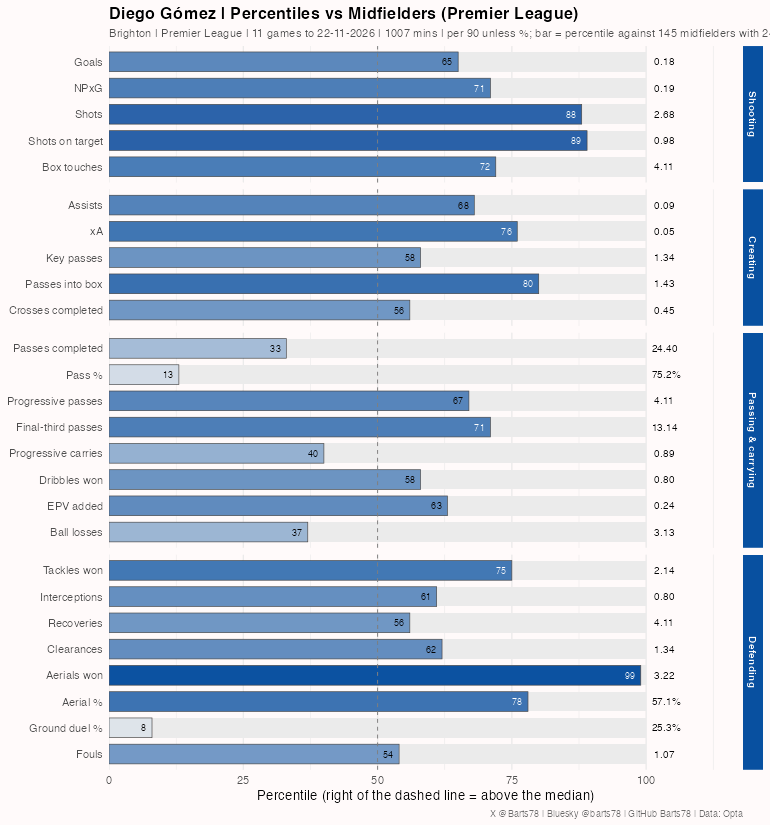 Diego Gómez | Percentiles vs Midfielders (Premier League)
Brighton | Premier League | 11 games to 22-11-2026 | 1007 mins | per 90 unless %; bar = percentile against 145 midfielders with 2
Goals 65 0.18
NPxG 71 0.19
Shots 88 2.68
Shots on target 89 0.98
Box touches 72 4.11
Shooting
Assists 68 0.09
xA 76 0.05
Key passes 58 1.34
Passes into box 80 1.43
Crosses completed 56 0.45
Creating
Passes completed 33 24.40
Pass % 13 75.2%
Progressive passes 67 4.11
Final-third passes 71 13.14
Progressive carries 40 0.89
Dribbles won 58 0.80
EPV added 63 0.24
Ball losses 37 3.13
Passing & carrying
Tackles won 75 2.14
Interceptions 61 0.80
Recoveries 56 4.11
Clearances 62 1.34
Aerials won 99 3.22
Aerial % 78 57.1%
Ground duel % 8 25.3%
Fouls 54 1.07
Defending
0 25 50 75 100
Percentile (right of the dashed line = above the median)
X @Barts78 | Bluesky @barts78 | GitHub Barts78 | Data: Opta